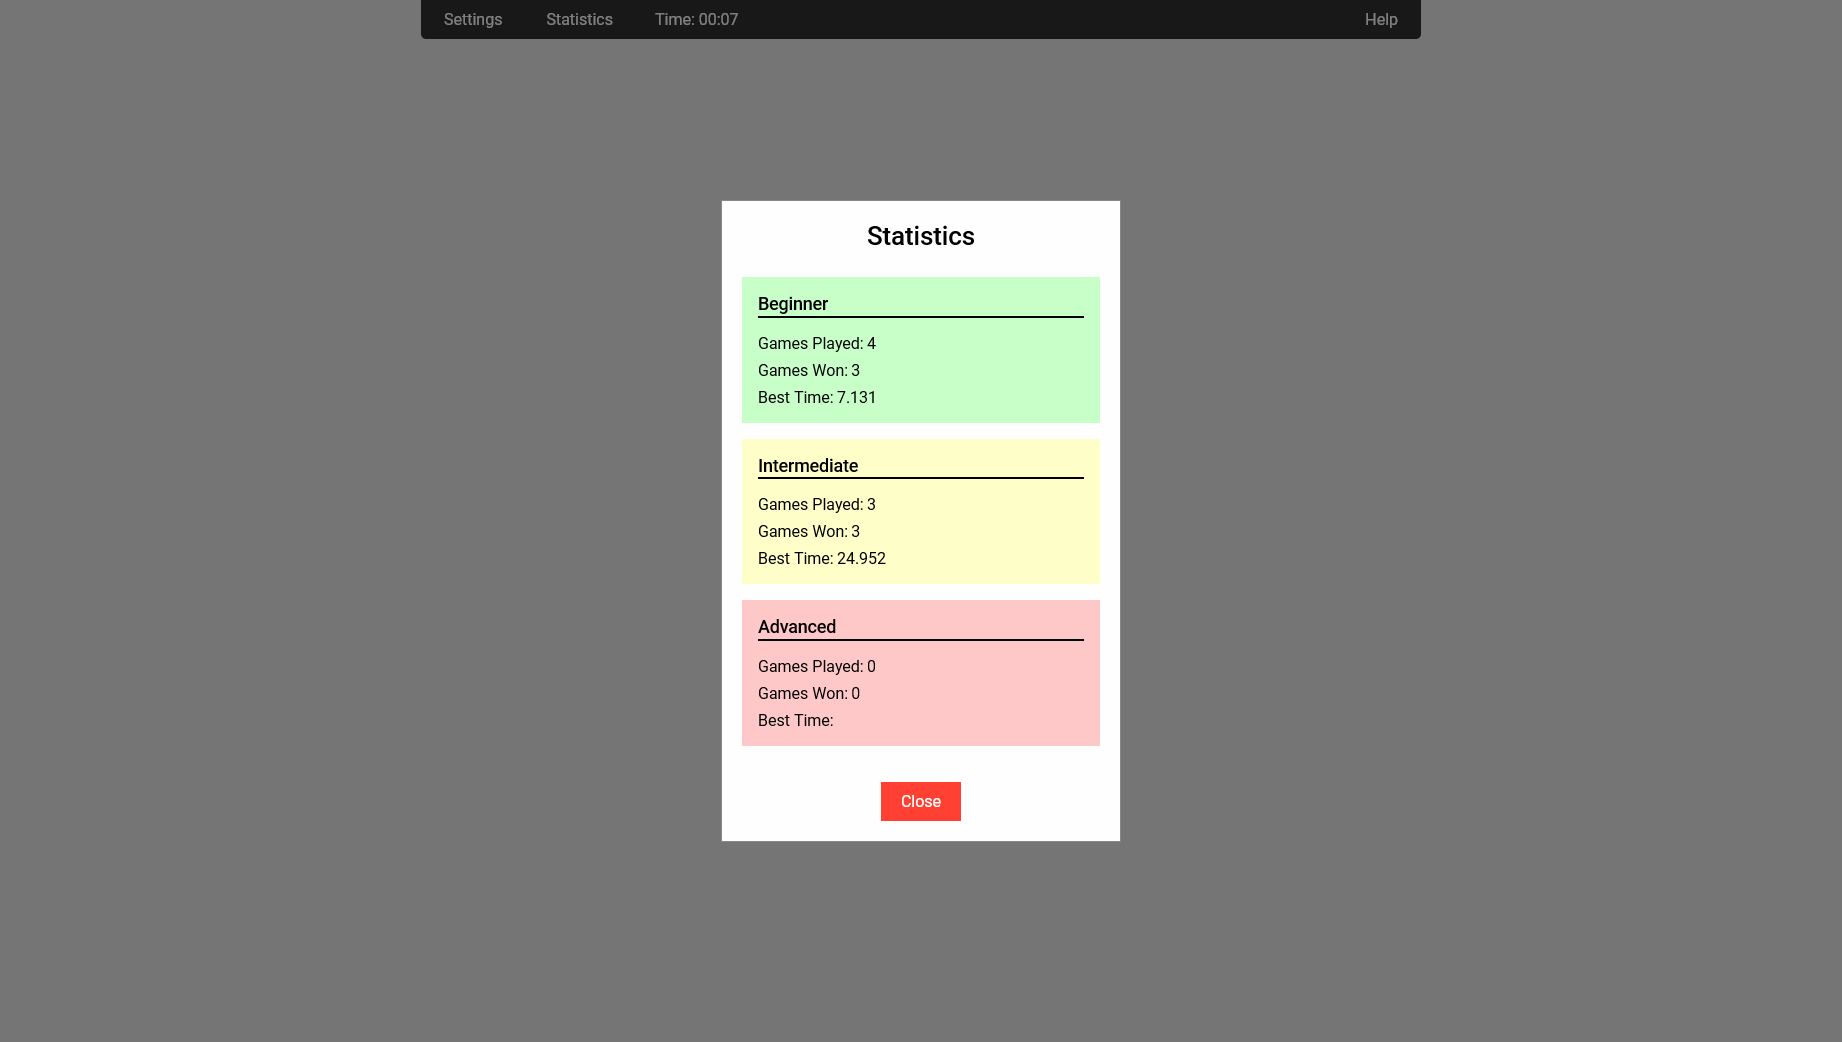 Settings Statistics Time: 00:07 Help
Statistics
Beginner
Games Played: 4
Games Won: 3
Best Time: 7.131
Intermediate
Games Played: 3
Games Won: 3
Best Time: 24.952
Advanced
Games Played: 0
Games Won: 0
Best Time:
Close